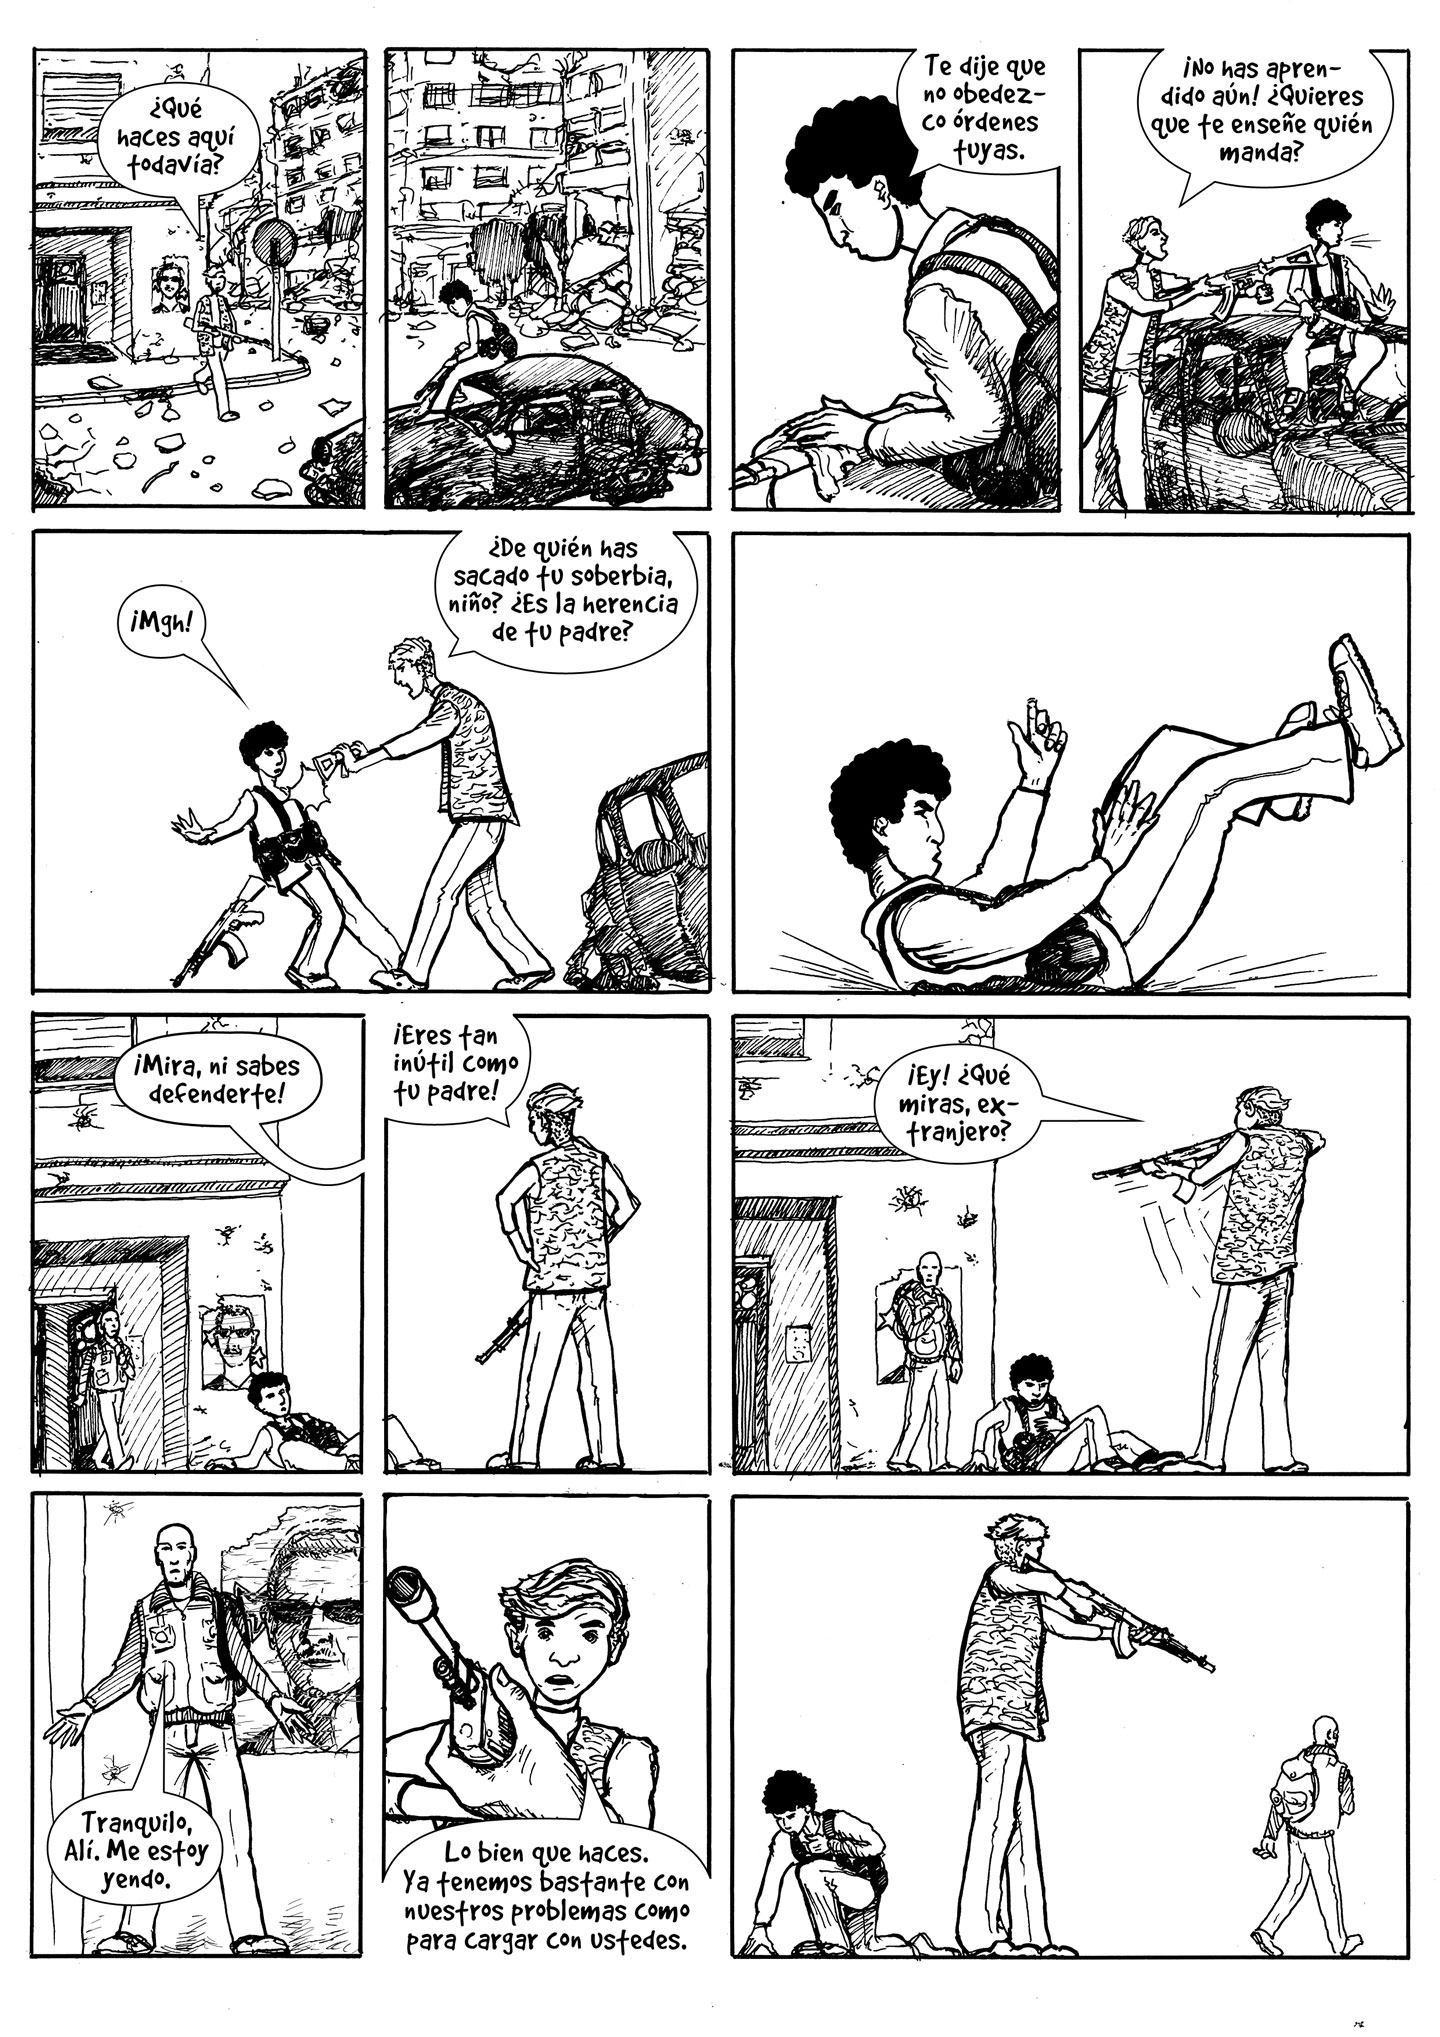 ¿Qué
haces aquí
todavía?
Te dije que
no obedez-
co órdenes
tuyas.
¡No has apren-
dido aún! ¿Quieres
que te enseñe quién
manda?
¡Mgh!
¿De quién has
sacado tu soberbia,
niño? ¿Es la herencia
de tu padre?
¡Mira, ni sabes
defenderte!
¡Eres tan
inútil como
tu padre!
¡Ey! ¿Qué
miras, ex-
tranjero?
Tranquilo,
Alí. Me estoy
yendo.
Lo bien que haces.
Ya tenemos bastante con
nuestros problemas como
para cargar con ustedes.